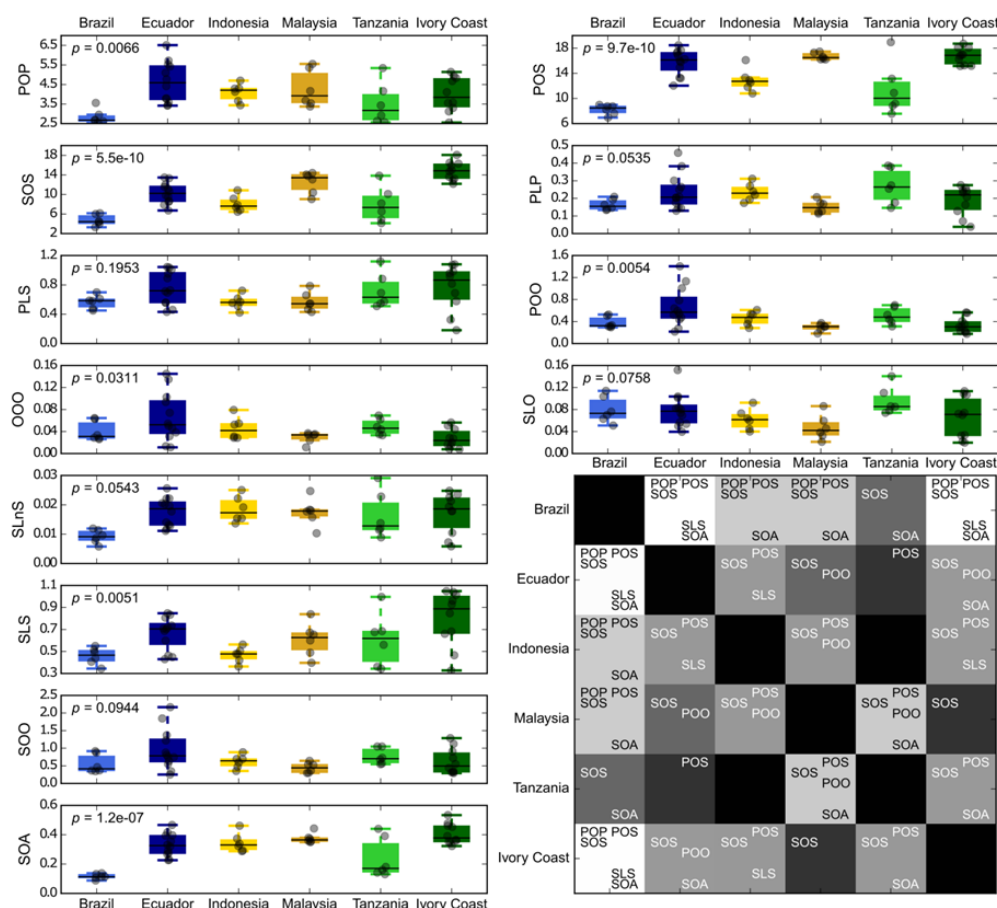 Brazil Ecuador Indonesia Malaysia Tanzania Ivory Coast
POP
6.5
5.5
4.5
3.5
2.5
p = 0.0066
POS
18
14
10
6
p = 9.7e-10
SOS
18
14
10
6
2
p = 5.5e-10
PLP
0.5
0.4
0.3
0.2
0.1
0.0
p = 0.0535
PLS
1.2
0.8
0.4
0.0
p = 0.1953
POO
1.6
1.2
0.8
0.4
0.0
p = 0.0054
OOO
0.16
0.12
0.08
0.04
0.00
p = 0.0311
SLO
0.16
0.12
0.08
0.04
0.00
p = 0.0758
Brazil Ecuador Indonesia Malaysia Tanzania Ivory Coast
SLnS
0.03
0.02
0.01
0.00
p = 0.0543
SLS
1.1
0.9
0.7
0.5
0.3
p = 0.0051
SOO
2.5
2.0
1.5
1.0
0.5
0.0
p = 0.0944
SOA
0.6
0.4
0.2
0.0
p = 1.2e-07
Brazil Ecuador Indonesia Malaysia Tanzania Ivory Coast
Brazil
POP POS
SOS
SLS
SOA
POP POS
SOS
SOA
POP POS
SOS
SOA
SOS
SOA
POP POS
SOS
SLS
SOA
Ecuador
POP POS
SOS
SLS
SOA
POS
SOS
SLS
SOS
POO
POS
POS
SOS
POO
SOA
Indonesia
POP POS
SOS
SOA
POS
SOS
SLS
POS
SOS
POO
POS
SOS
SLS
Malaysia
POP POS
SOS
SOA
SOS
POO
POS
SOS
POO
POS
SOS
POO
SOA
SOS
Tanzania
SOS
SOA
POS
POS
SOS
POO
SOA
POS
SOS
SOA
Ivory Coast
POP POS
SOS
SLS
SOA
POS
SOS
POO
SOA
POS
SOS
SLS
SOS
POS
SOS
SOA